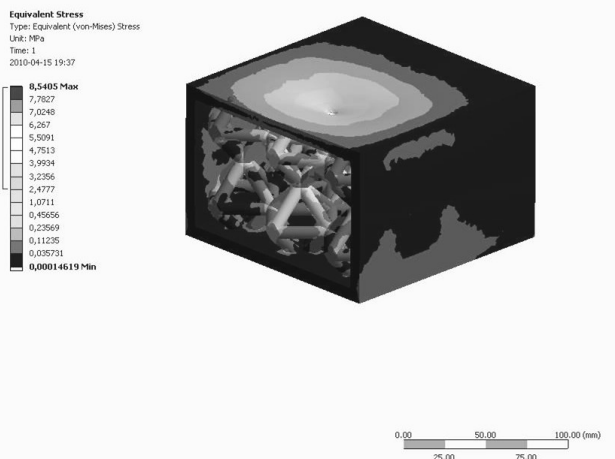 Equivalent Stress
Type: Equivalent (von-Mises) Stress
Unit: MPa
Time: 1
2010-04-15 19:37
8,5405 Max
7,7827
7,0248
6,267
5,5091
4,7513
3,9934
3,2356
2,4777
1,0711
0,45656
0,23569
0,11235
0,035731
0,00014619 Min
0.00 50.00 100.00 (mm)
25.00 75.00